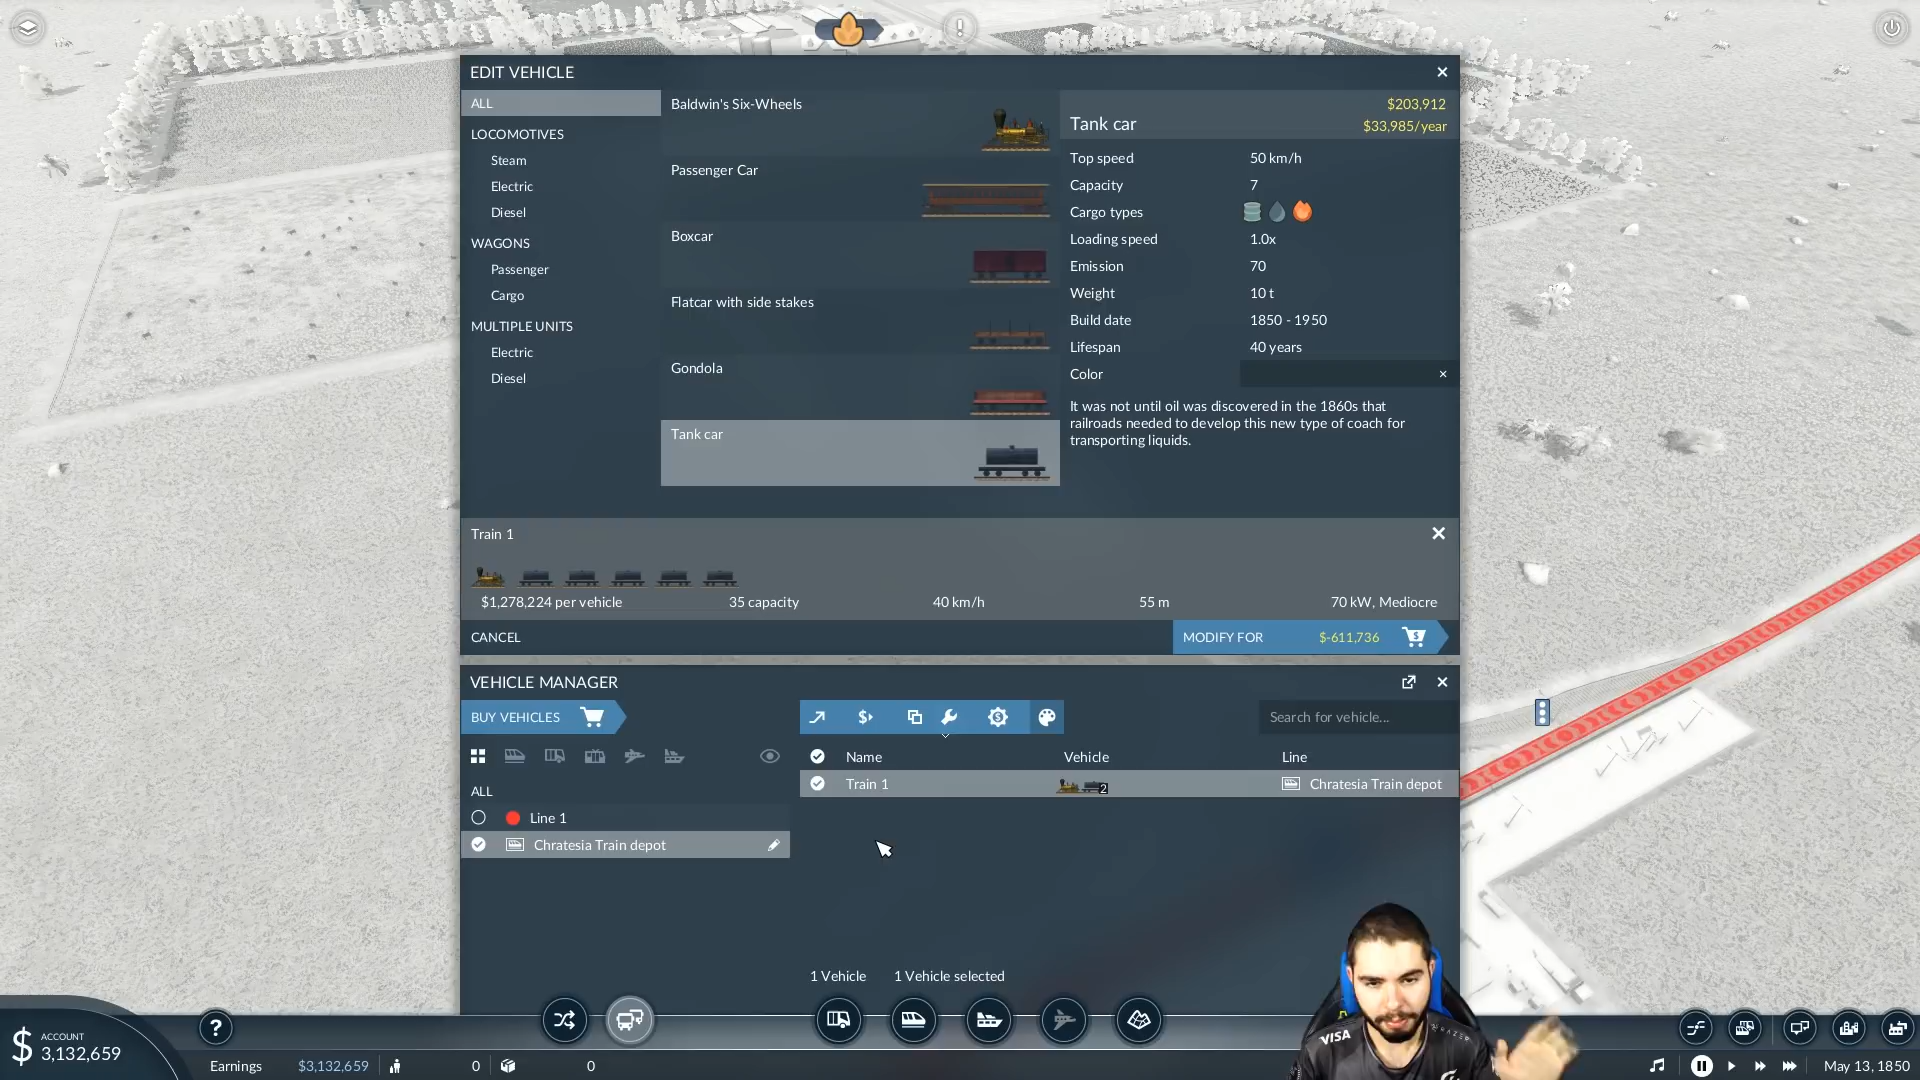 EDIT VEHICLE
ALL
LOCOMOTIVES
Steam
Electric
Diesel
WAGONS
Passenger
Cargo
MULTIPLE UNITS
Electric
Diesel
Baldwin's Six-Wheels
Passenger Car
Boxcar
Flatcar with side stakes
Gondola
Tank car
$203,912
Tank car $33,985/year
Top speed 50 km/h
Capacity 7
Cargo types
Loading speed 1.0x
Emission 70
Weight 10 t
Build date 1850 - 1950
Lifespan 40 years
Color
It was not until oil was discovered in the 1860s that
railroads needed to develop this new type of coach for
transporting liquids.
Train 1
$1,278,224 per vehicle 35 capacity 40 km/h 55 m 70 kW, Mediocre
CANCEL MODIFY FOR $-611,736
VEHICLE MANAGER
BUY VEHICLES
Search for vehicle...
ALL
Line 1
Chratesia Train depot
Name Vehicle Line
Train 1 2 Chratesia Train depot
1 Vehicle 1 Vehicle selected
VISA
RAZER
$ ACCOUNT
3,132,659
?
Earnings $3,132,659 0 0
May 13, 1850